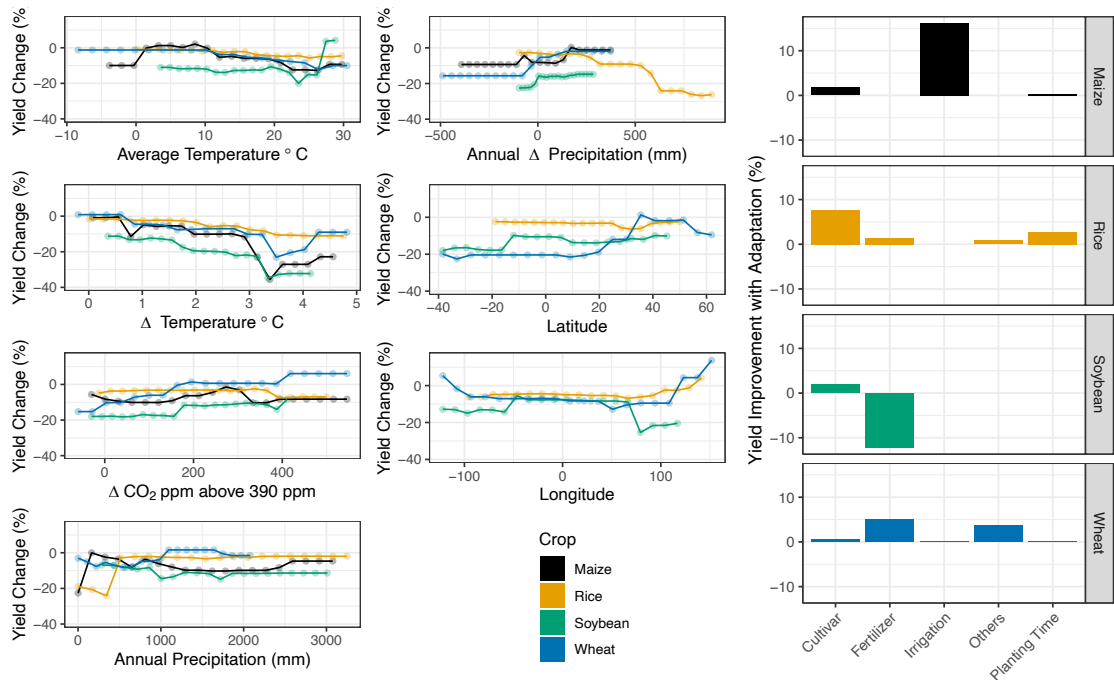 Yield Change (%
0
−20
−40
−10
0
10
20
30
Average Temperature ° C
Yield Change (%
0
−20
−40
−500
0
500
Annual Δ Precipitation (mm)
Yield Change (%)
0
−20
−40
0
1
2
3
4
5
Δ Temperature ° C
Yield Change (%)
0
−20
−40
−40
−20
0
20
40
60
Latitude
Yield Change (%)
0
−20
−40
0
200
400
Δ CO2 ppm above 390 ppm
Yield Change (%)
0
−20
−40
−100
0
100
Longitude
Yield Change (%)
0
−20
−40
0
1000
2000
3000
Annual Precipitation (mm)
Crop
Maize
Rice
Soybean
Wheat
Yield Improvement with Adaptation (%)
10
0
−10
Maize
10
0
−10
Rice
10
0
−10
Soybean
10
0
−10
Wheat
Cultivar
Fertilizer
Irrigation
Others
Planting Time